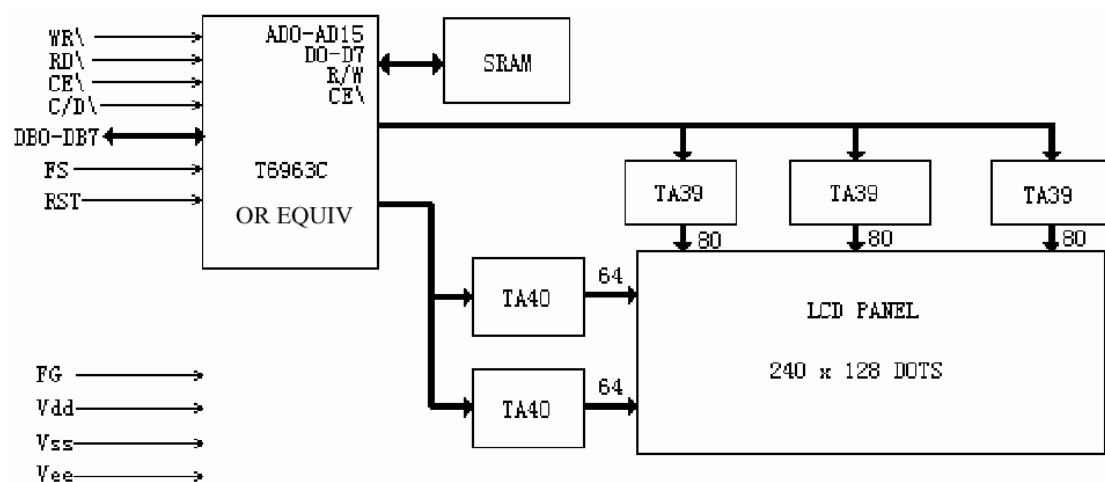 WR\
RD\
CE\
C/D\
DB0-DB7
FS
RST
AD0-AD15
D0-D7
R/W
CE\
T6963C
OR EQUIV
SRAM
TA39
TA39
TA39
80
80
80
TA40
64
TA40
64
LCD PANEL
240 x 128 DOTS
FG
Vdd
Vss
Vee